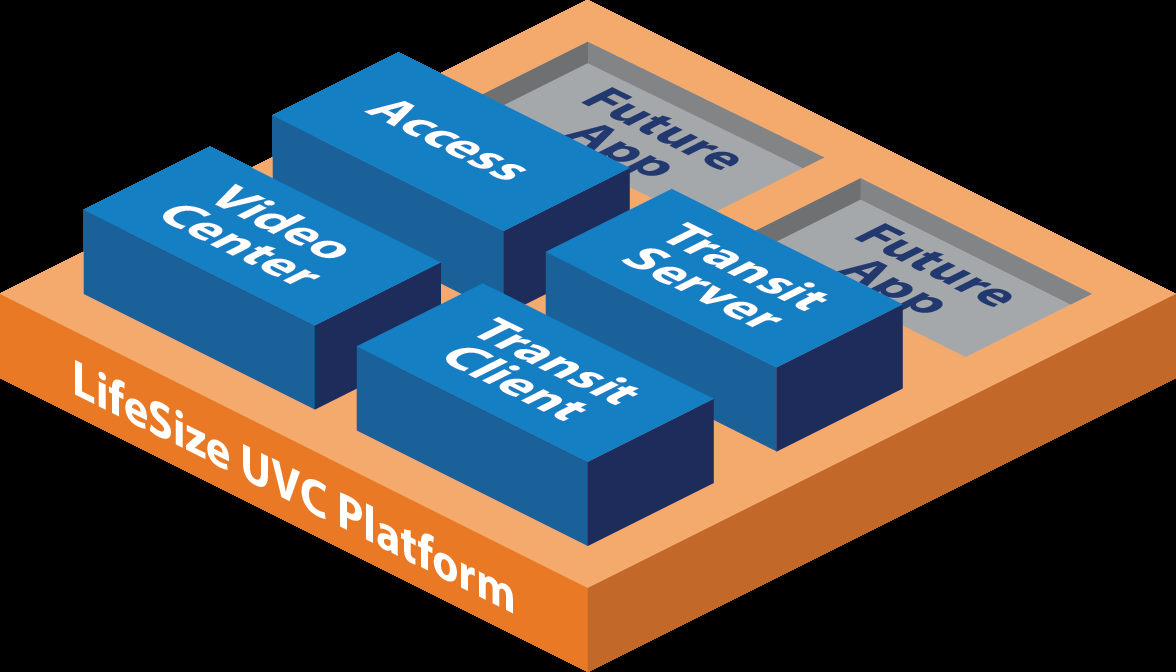 Future
App
Access
Future
App
Transit
Server
Video
Center
Transit
Client
LifeSize UVC Platform